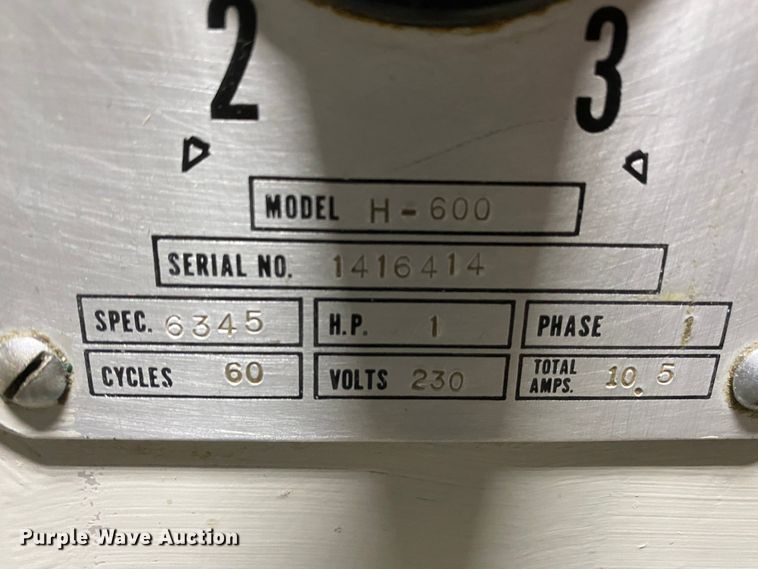 2 3
MODEL H-600
SERIAL NO. 1416414
SPEC. 6345 H.P. 1 PHASE 1
CYCLES 60 VOLTS 230 TOTAL AMPS. 10.5
Purple Wave Auction